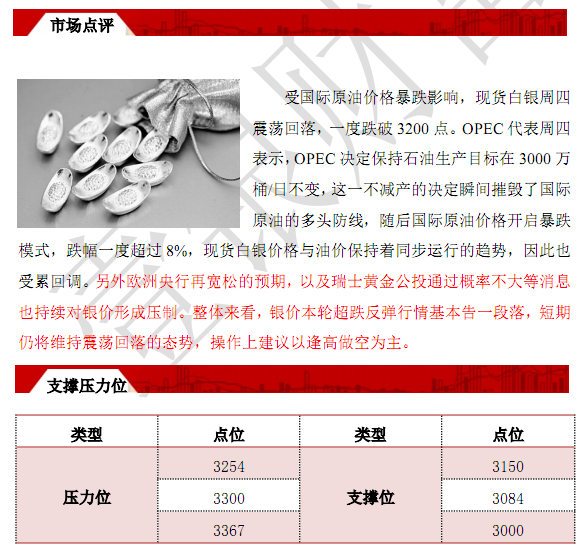 市场点评
受国际原油价格暴跌影响，现货白银周四
震荡回落，一度跌破 3200 点。OPEC 代表周四
表示，OPEC 决定保持石油生产目标在 3000 万
桶/日不变，这一不减产的决定瞬间摧毁了国际
原油的多头防线，随后国际原油价格开启暴跌
模式，跌幅一度超过 8%，现货白银价格与油价保持着同步运行的趋势，因此也
受累回调。另外欧洲央行再宽松的预期，以及瑞士黄金公投通过概率不大等消息
也持续对银价形成压制。整体来看，银价本轮超跌反弹行情基本告一段落，短期
仍将维持震荡回落的态势，操作上建议以逢高做空为主。
支撑压力位
类型 点位 类型 点位
3254 3150
压力位 3300 支撑位 3084
3367 3000